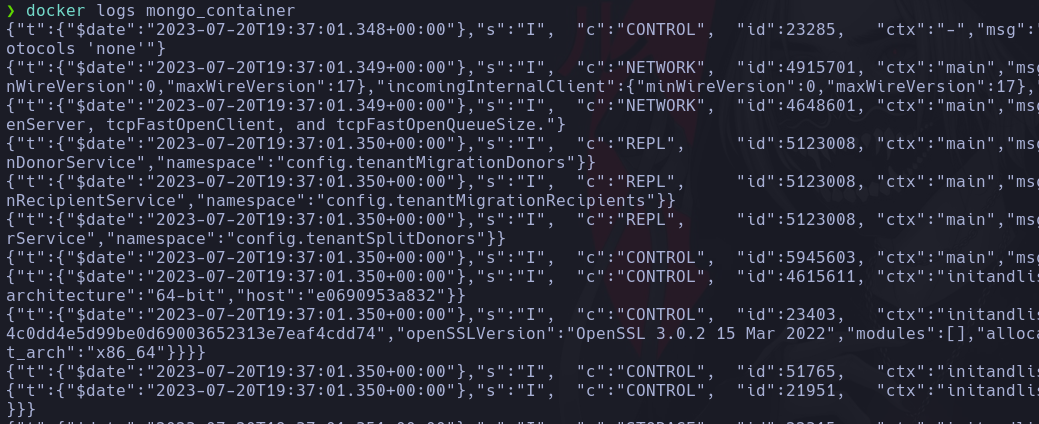 ❯ docker logs mongo_container
{"t":{"$date":"2023-07-20T19:37:01.348+00:00"},"s":"I",  "c":"CONTROL",  "id":23285,   "ctx":"-","msg":"
otocols 'none'"}
{"t":{"$date":"2023-07-20T19:37:01.349+00:00"},"s":"I",  "c":"NETWORK",  "id":4915701, "ctx":"main","msg
nWireVersion":0,"maxWireVersion":17},"incomingInternalClient":{"minWireVersion":0,"maxWireVersion":17},
{"t":{"$date":"2023-07-20T19:37:01.349+00:00"},"s":"I",  "c":"NETWORK",  "id":4648601, "ctx":"main","msg
enServer, tcpFastOpenClient, and tcpFastOpenQueueSize."}
{"t":{"$date":"2023-07-20T19:37:01.350+00:00"},"s":"I",  "c":"REPL",     "id":5123008, "ctx":"main","msg
nDonorService","namespace":"config.tenantMigrationDonors"}}
{"t":{"$date":"2023-07-20T19:37:01.350+00:00"},"s":"I",  "c":"REPL",     "id":5123008, "ctx":"main","msg
nRecipientService","namespace":"config.tenantMigrationRecipients"}}
{"t":{"$date":"2023-07-20T19:37:01.350+00:00"},"s":"I",  "c":"REPL",     "id":5123008, "ctx":"main","msg
rService","namespace":"config.tenantSplitDonors"}}
{"t":{"$date":"2023-07-20T19:37:01.350+00:00"},"s":"I",  "c":"CONTROL",  "id":5945603, "ctx":"main","msg
{"t":{"$date":"2023-07-20T19:37:01.350+00:00"},"s":"I",  "c":"CONTROL",  "id":4615611, "ctx":"initandlis
architecture":"64-bit","host":"e0690953a832"}}
{"t":{"$date":"2023-07-20T19:37:01.350+00:00"},"s":"I",  "c":"CONTROL",  "id":23403,   "ctx":"initandlis
4c0dd4e5d99be0d69003652313e7eaf4cdd74","openSSLVersion":"OpenSSL 3.0.2 15 Mar 2022","modules":[],"alloca
t_arch":"x86_64"}}}}
{"t":{"$date":"2023-07-20T19:37:01.350+00:00"},"s":"I",  "c":"CONTROL",  "id":51765,   "ctx":"initandlis
{"t":{"$date":"2023-07-20T19:37:01.350+00:00"},"s":"I",  "c":"CONTROL",  "id":21951,   "ctx":"initandlis
}}}